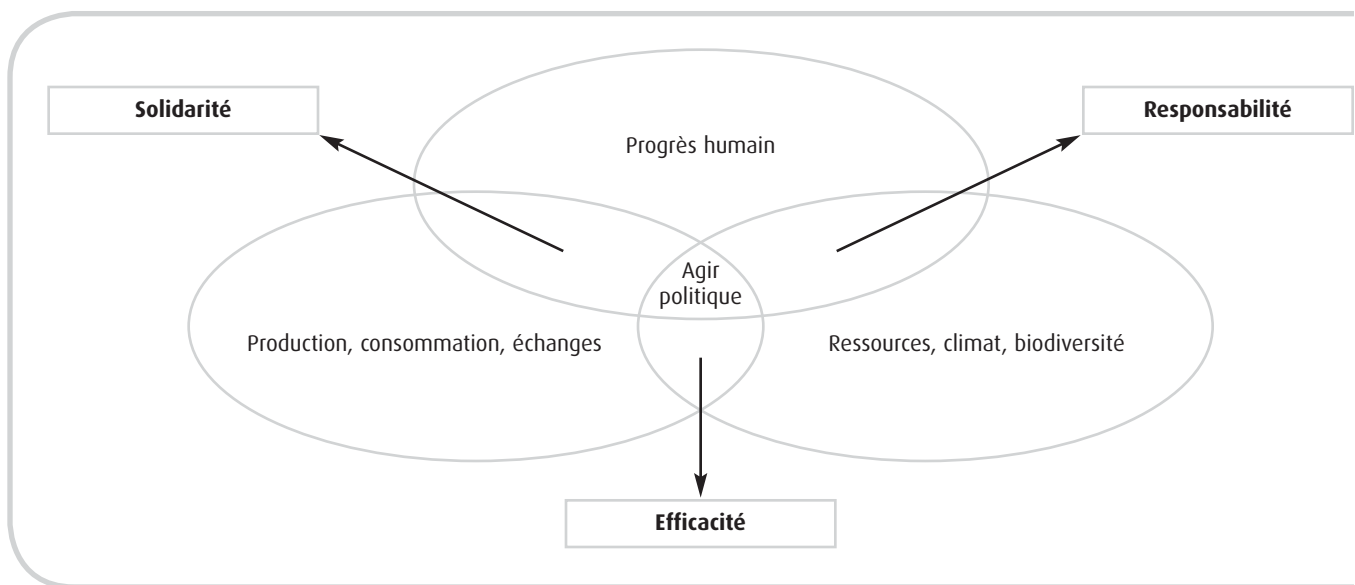 Solidarité
Responsabilité
Progrès humain
Agir
politique
Production, consommation, échanges
Ressources, climat, biodiversité
Efficacité